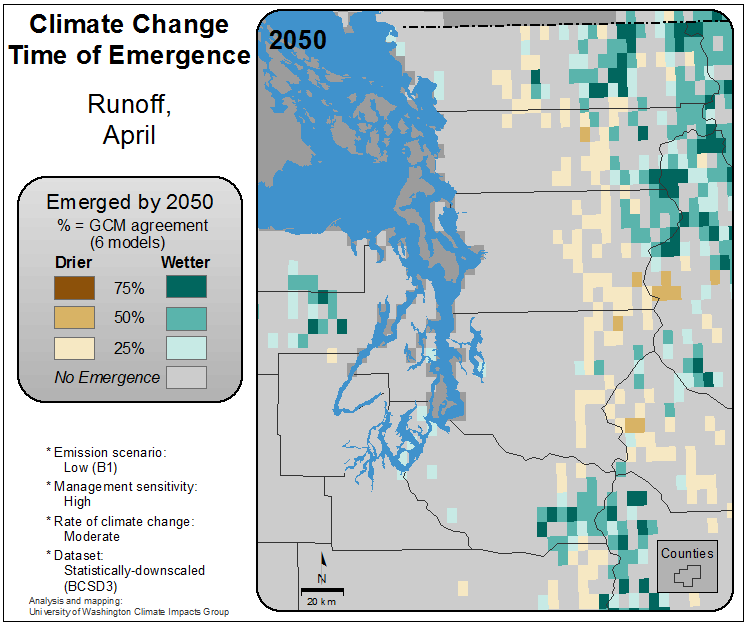 Climate Change
Time of Emergence
Runoff,
April
Emerged by 2050
% = GCM agreement
(6 models)
Drier Wetter
75%
50%
25%
No Emergence
* Emission scenario:
Low (B1)
* Management sensitivity:
High
* Rate of climate change:
Moderate
* Dataset:
Statistically-downscaled
(BCSD3)
Analysis and mapping:
University of Washington Climate Impacts Group
2050
N
20 km
Counties